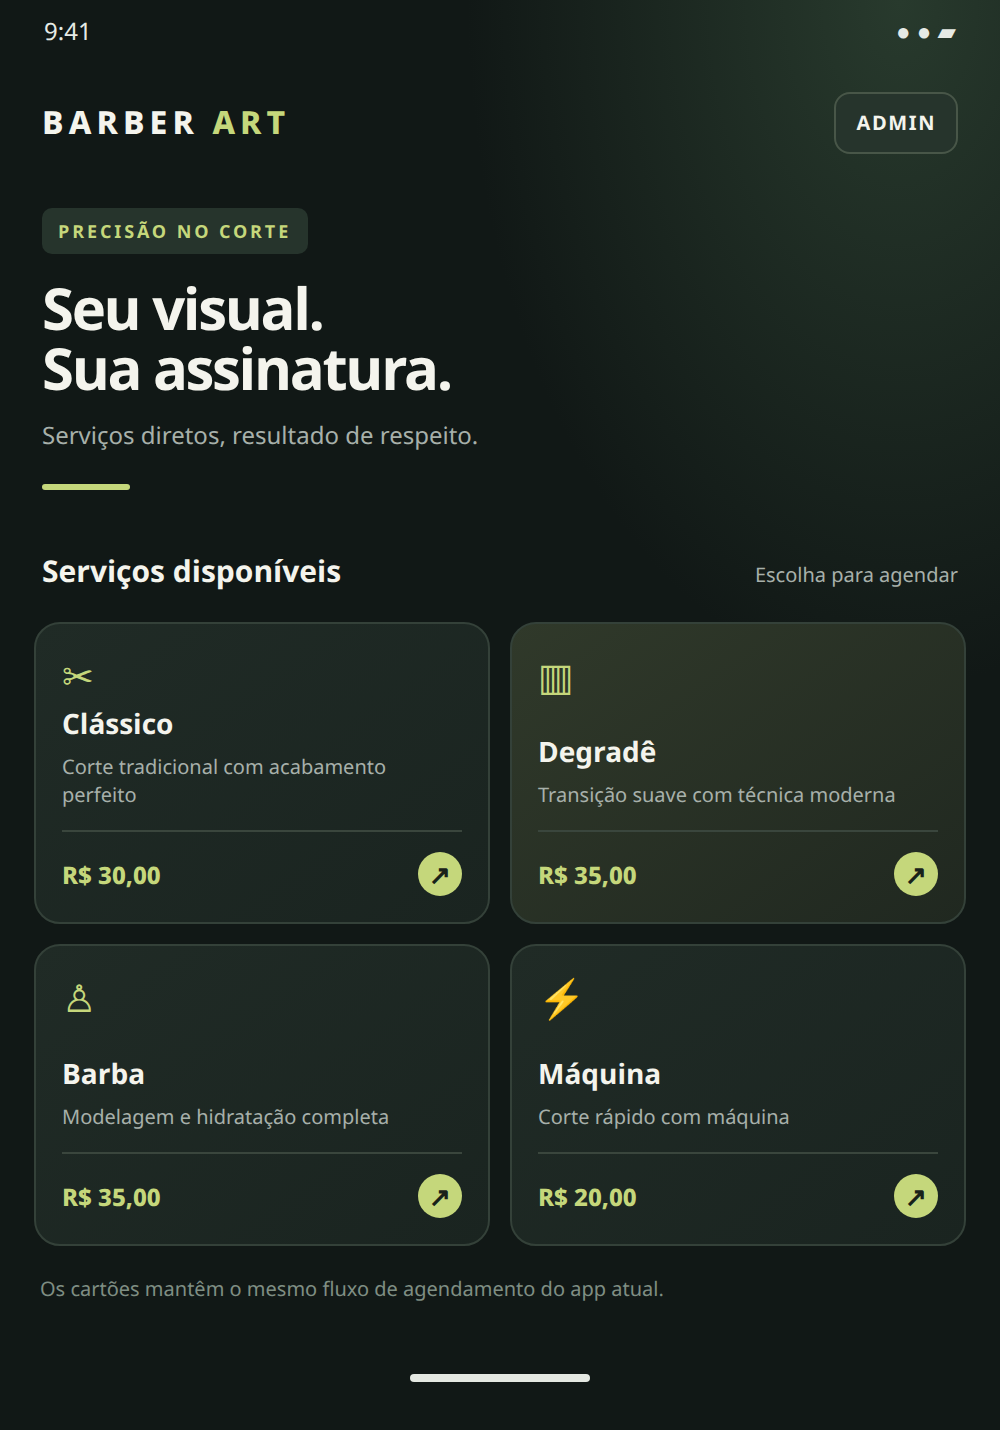 9:41
BARBER ART
ADMIN
PRECISÃO NO CORTE
Seu visual.
Sua assinatura.
Serviços diretos, resultado de respeito.
Serviços disponíveis
Escolha para agendar
Clássico
Corte tradicional com acabamento
perfeito
R$ 30,00
Degradê
Transição suave com técnica moderna
R$ 35,00
Barba
Modelagem e hidratação completa
R$ 35,00
Máquina
Corte rápido com máquina
R$ 20,00
Os cartões mantêm o mesmo fluxo de agendamento do app atual.